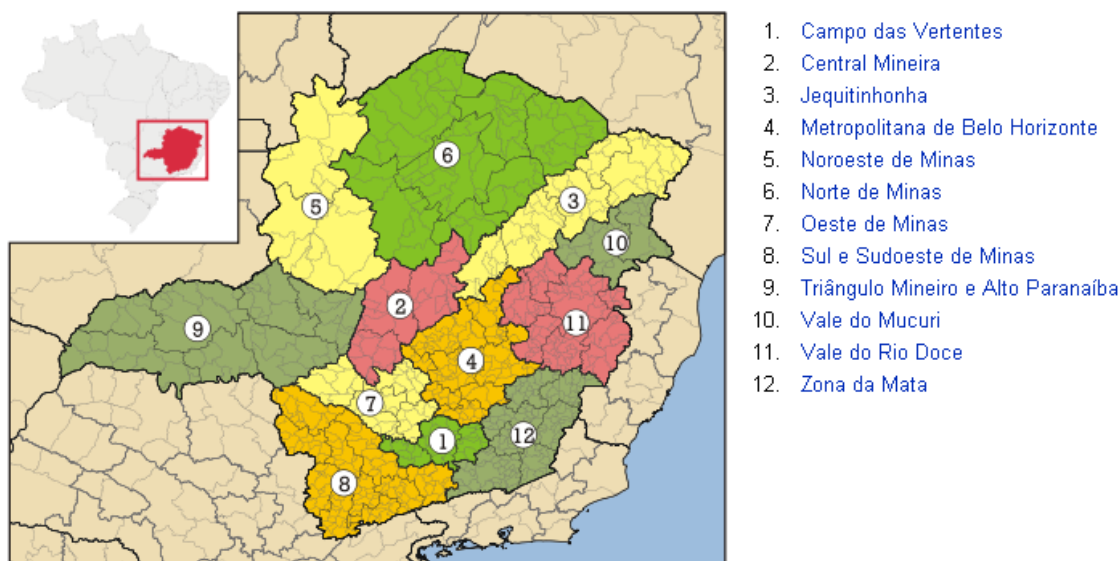 1. Campo das Vertentes
2. Central Mineira
3. Jequitinhonha
4. Metropolitana de Belo Horizonte
5. Noroeste de Minas
6. Norte de Minas
7. Oeste de Minas
8. Sul e Sudoeste de Minas
9. Triângulo Mineiro e Alto Paranaíba
10. Vale do Mucuri
11. Vale do Rio Doce
12. Zona da Mata
6
5
3
10
2
9
11
4
7
12
1
8